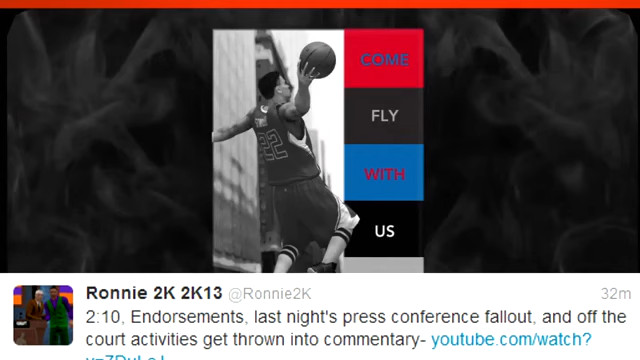 COME
FLY
WITH
US
22
Ronnie 2K 2K13 @Ronnie2K 32m
2:10, Endorsements, last night's press conference fallout, and off the
court activities get thrown into commentary- youtube.com/watch?